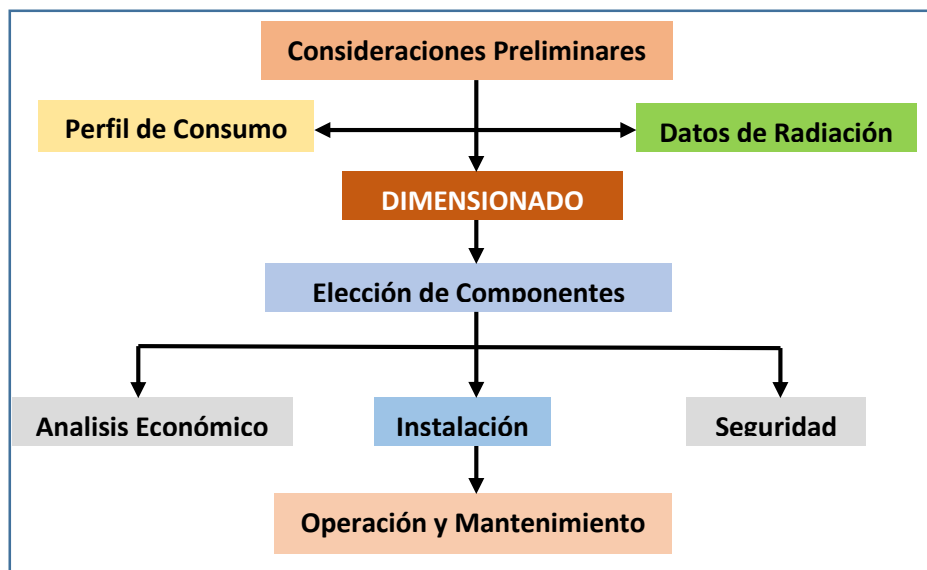 Consideraciones Preliminares
Perfil de Consumo
Datos de Radiación
DIMENSIONADO
Elección de Componentes
Analisis Económico
Instalación
Seguridad
Operación y Mantenimiento